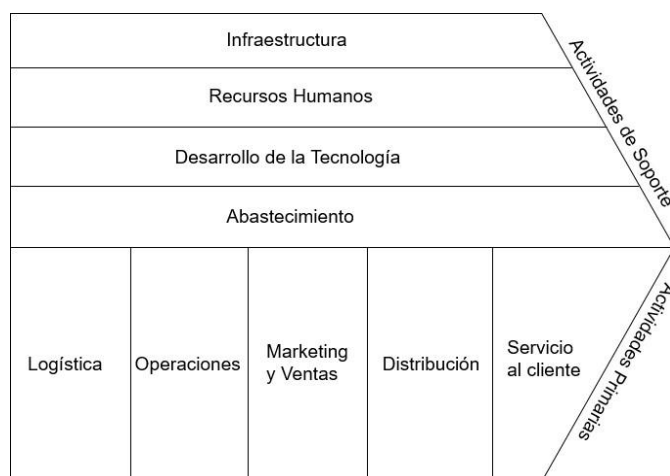 Infraestructura
Recursos Humanos
Desarrollo de la Tecnología
Abastecimiento
Actividades de Soporte
Logística
Operaciones
Marketing
y Ventas
Distribución
Servicio
al cliente
Actividades Primarias